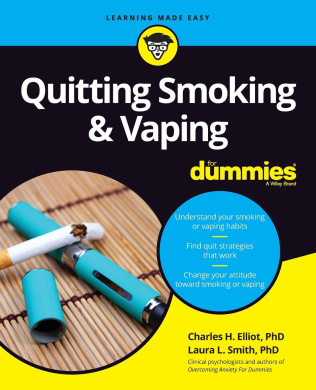 LEARNING MADE EASY
Quitting Smoking
& Vaping
for
dummies®
A Wiley Brand
Understand your smoking
or vaping habits
Find quit strategies
that work
Change your attitude
toward smoking or vaping
Charles H. Elliot, PhD
Laura L. Smith, PhD
Clinical psychologists and authors of
Overcoming Anxiety For Dummies